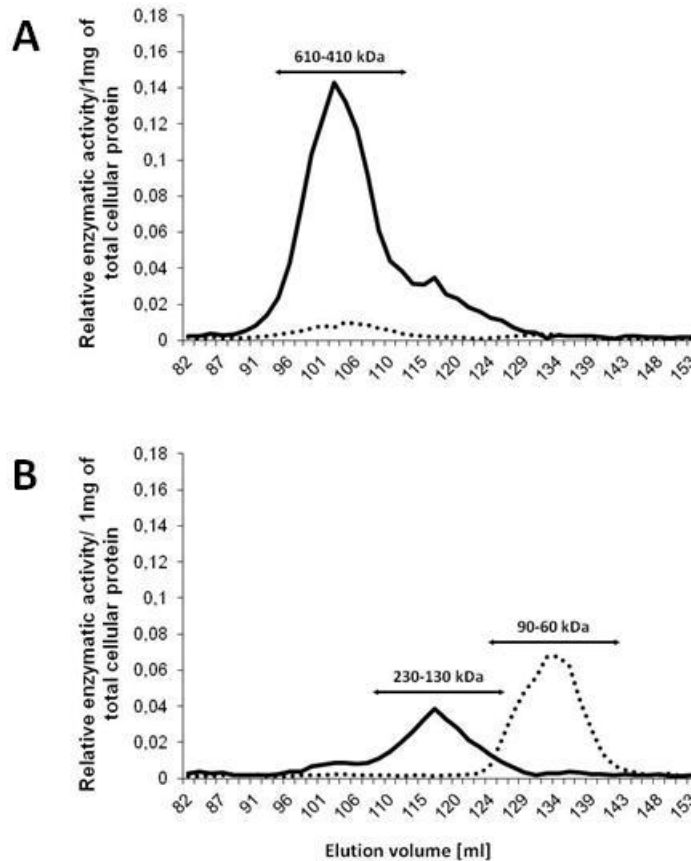 A
Relative enzymatic activity/1mg of
total cellular protein
0,18
0,16
0,14
0,12
0,1
0,08
0,06
0,04
0,02
0
610-410 kDa
82 87 91 96 101 106 110 115 120 124 129 134 139 143 148 153
B
Relative enzymatic activity/ 1mg of
total cellular protein
0,18
0,16
0,14
0,12
0,1
0,08
0,06
0,04
0,02
0
90-60 kDa
230-130 kDa
82 87 91 96 101 106 110 115 120 124 129 134 139 143 148 153
Elution volume [ml]